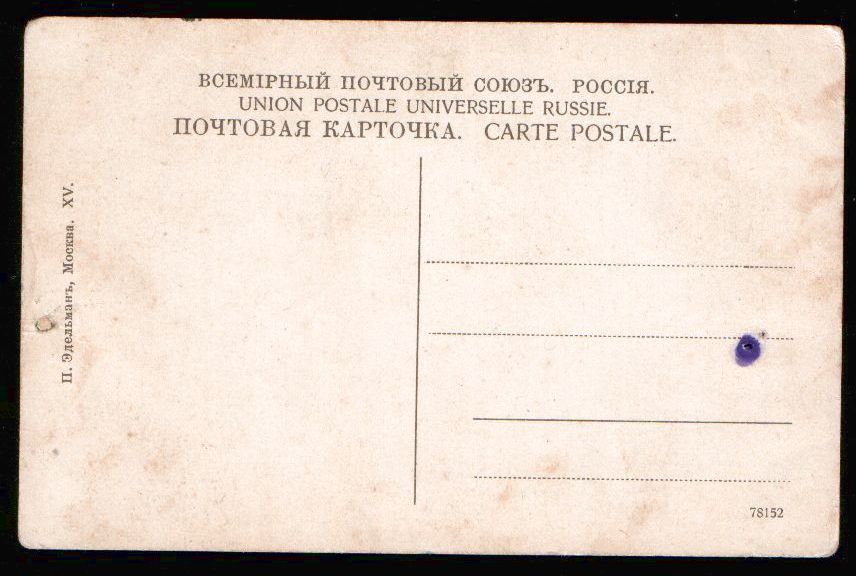 ВСЕМІРНЫЙ ПОЧТОВЫЙ СОЮЗЪ. РОССІЯ.
UNION POSTALE UNIVERSELLE RUSSIE.
ПОЧТОВАЯ КАРТОЧКА. CARTE POSTALE.
П. Эдельманъ, Москва. XV.
78152